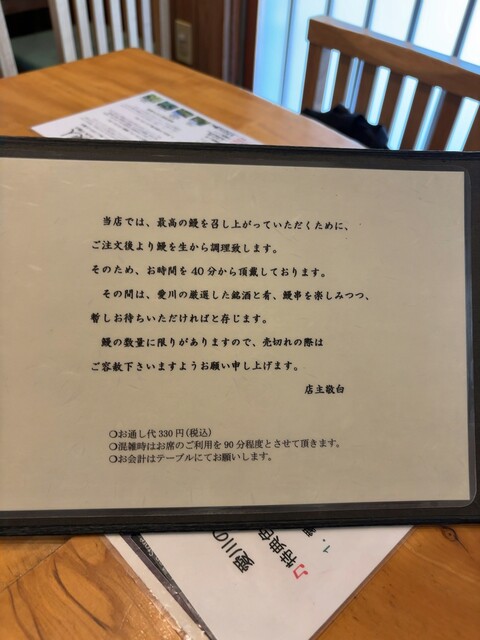 当店では、最高の鰻を召し上がっていただくために、
ご注文後より鰻を生から調理致します。
そのため、お時間を40分から頂戴しております。
その間は、愛川の厳選した銘酒と肴、鰻串を楽しみつつ、
暫しお待ちいただければと存じます。
鰻の数量に限りがありますので、売切れの際は
ご容赦下さいますようお願い申し上げます。
店主敬白
〇お通し代330円(税込)
〇混雑時はお席のご利用を90分程度とさせて頂きます。
〇お会計はテーブルにてお願いします。
愛川の
特典
1.